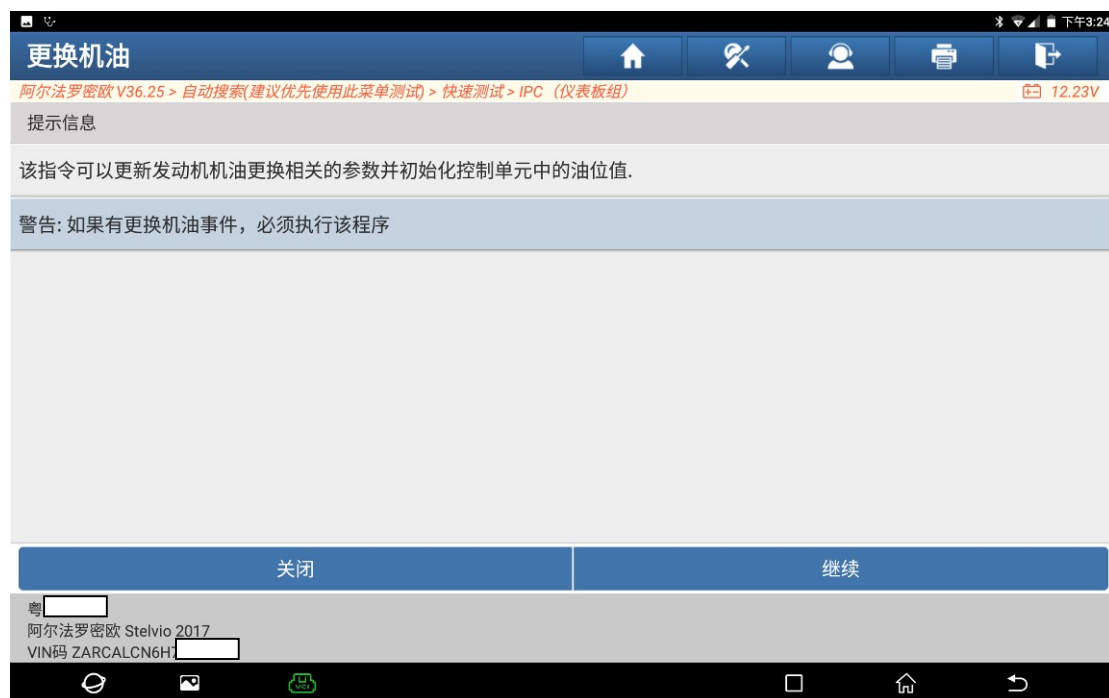 下午3:24
更换机油
阿尔法罗密欧 V36.25 > 自动搜索(建议优先使用此菜单测试) > 快速测试 > IPC（仪表板组）
12.23V
提示信息
该指令可以更新发动机机油更换相关的参数并初始化控制单元中的油位值.
警告: 如果有更换机油事件，必须执行该程序
关闭
继续
粤
阿尔法罗密欧 Stelvio 2017
VIN码 ZARCALCN6H7
VCI